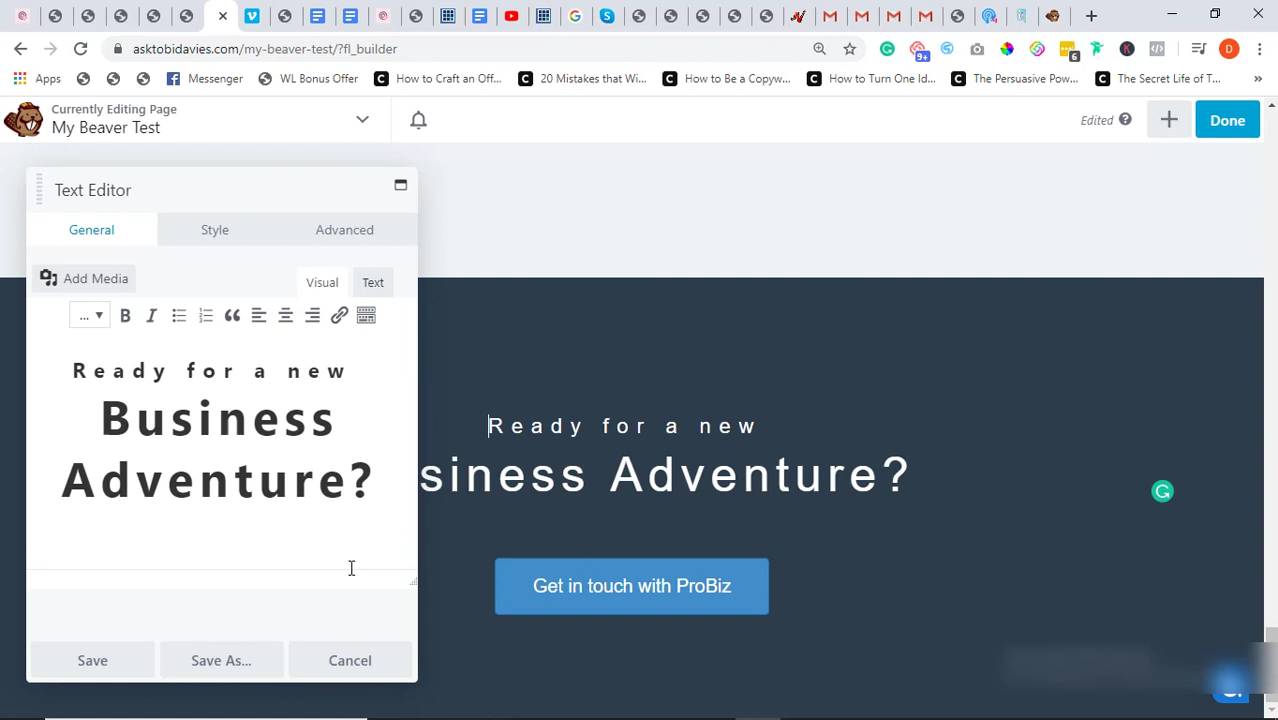 asktobidavies.com/my-beaver-test/?fl_builder
9+
6
D
Apps
Messenger
WL Bonus Offer
How to Craft an Off...
20 Mistakes that Wi...
How to Be a Copyw...
How to Turn One Id...
The Persuasive Pow...
The Secret Life of T...
Currently Editing Page
My Beaver Test
Edited
Done
Text Editor
General
Style
Advanced
Add Media
Visual
Text
...
B
I
Ready for a new
Business
Adventure?
Ready for a new
siness Adventure?
Get in touch with ProBiz
Save
Save As...
Cancel